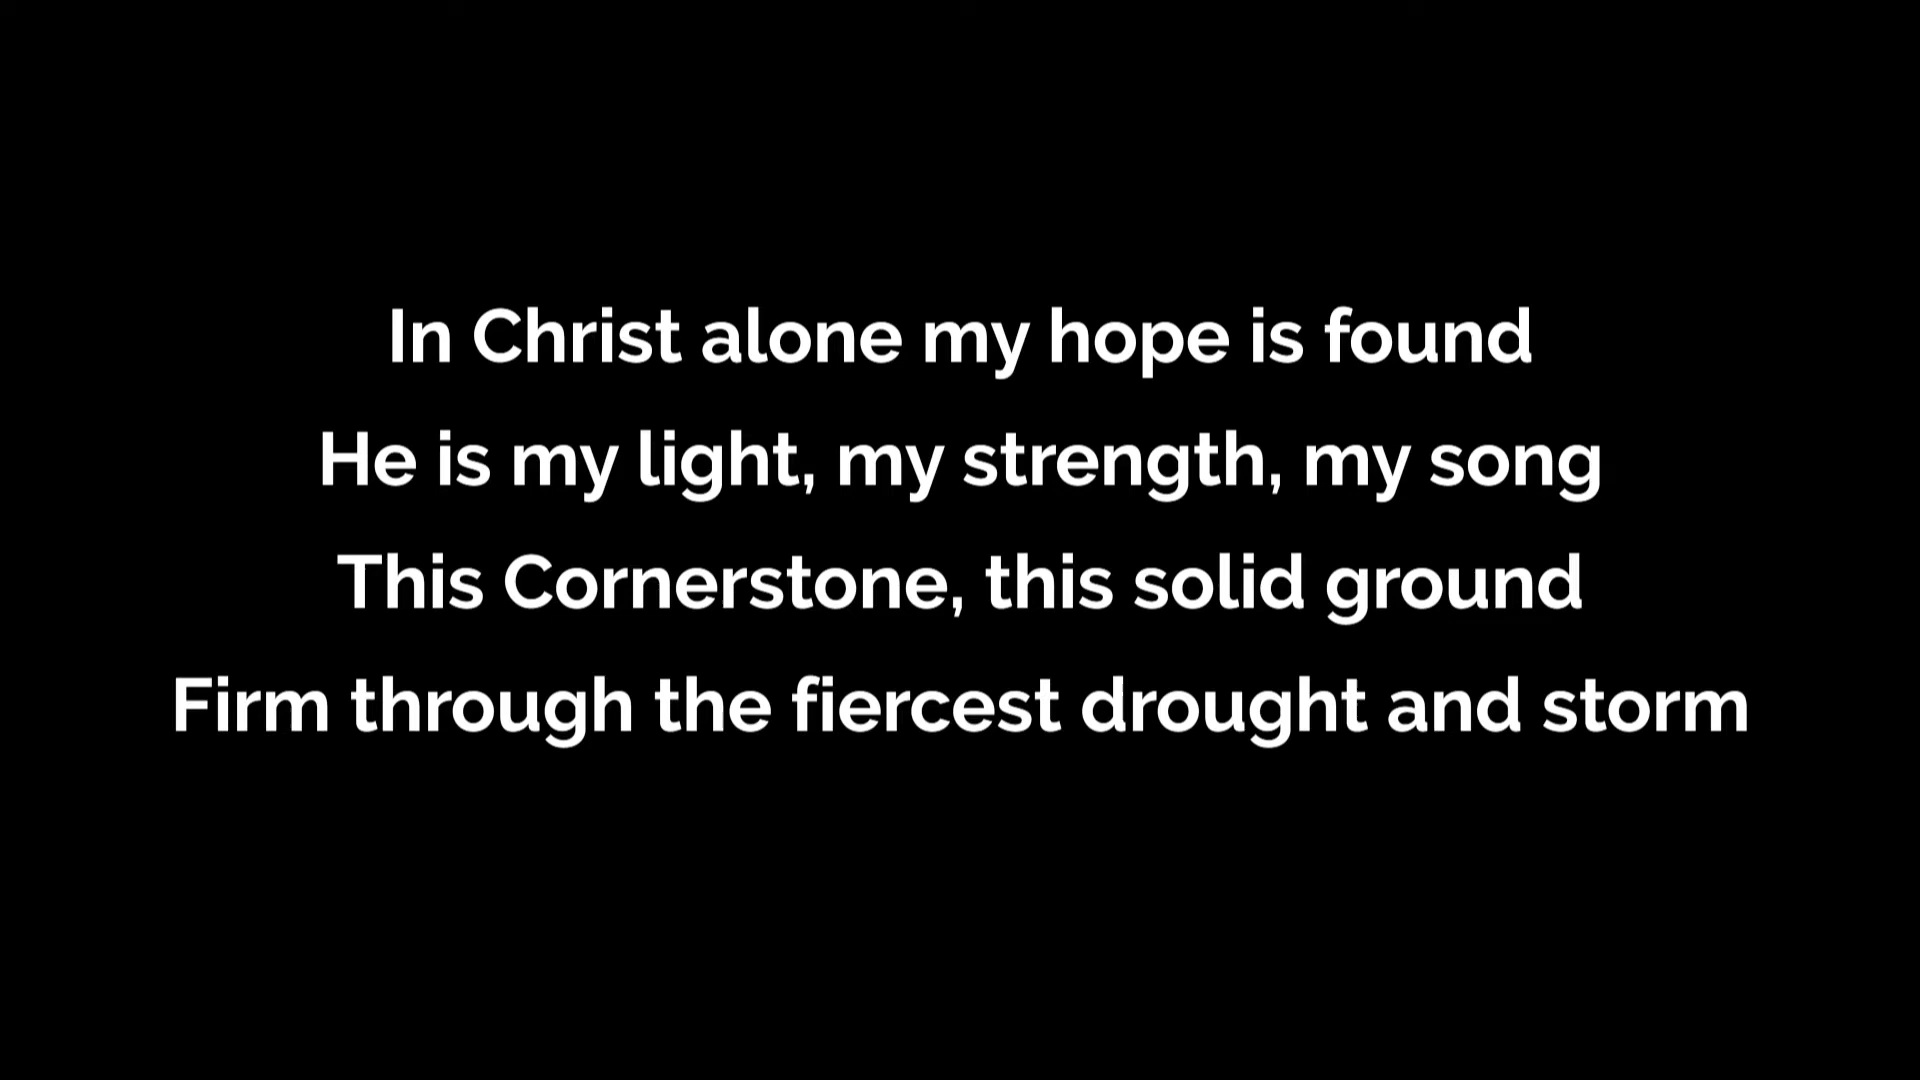 In Christ alone my hope is found
He is my light, my strength, my song
This Cornerstone, this solid ground
Firm through the fiercest drought and storm